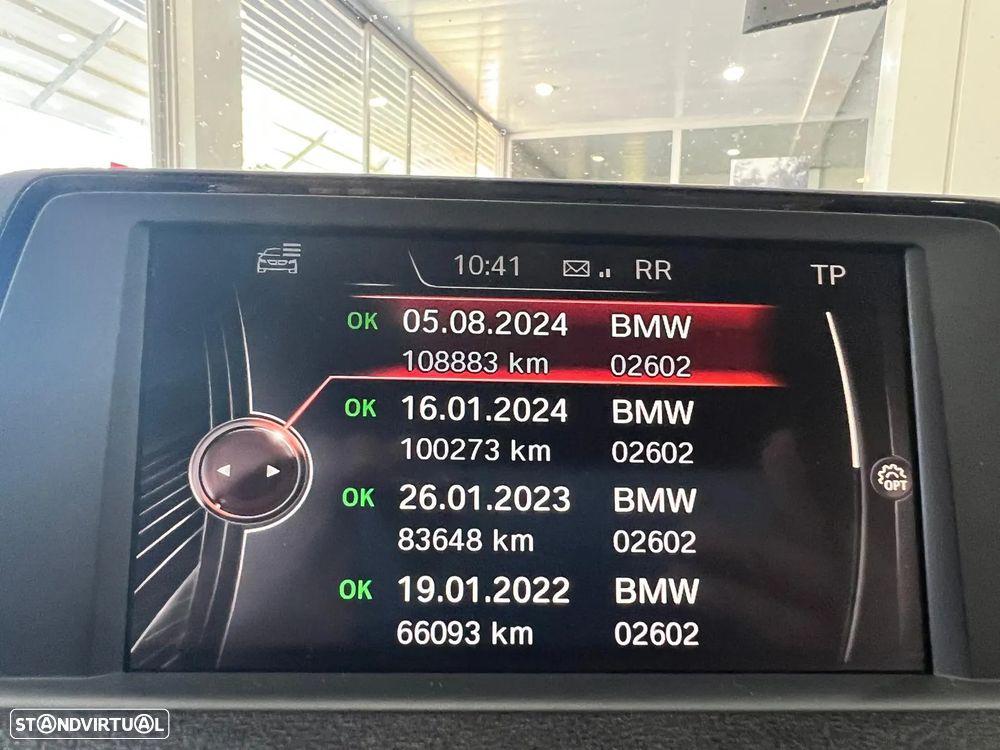 10:41 RR TP
OK 05.08.2024 BMW
108883 km 02602
OK 16.01.2024 BMW
100273 km 02602
OPT
OK 26.01.2023 BMW
83648 km 02602
OK 19.01.2022 BMW
66093 km 02602
STANDVIRTUAL